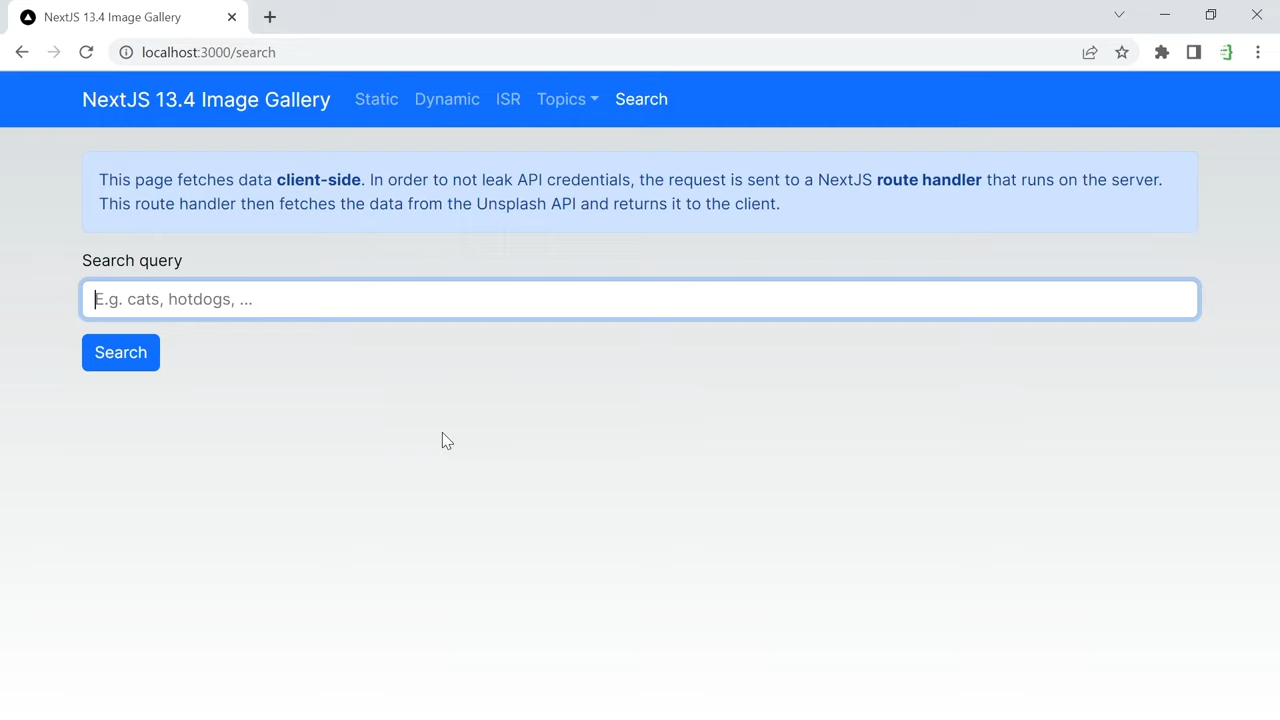 NextJS 13.4 Image Gallery
localhost:3000/search
NextJS 13.4 Image Gallery Static Dynamic ISR Topics Search
This page fetches data client-side. In order to not leak API credentials, the request is sent to a NextJS route handler that runs on the server.
This route handler then fetches the data from the Unsplash API and returns it to the client.
Search query
E.g. cats, hotdogs, ...
Search